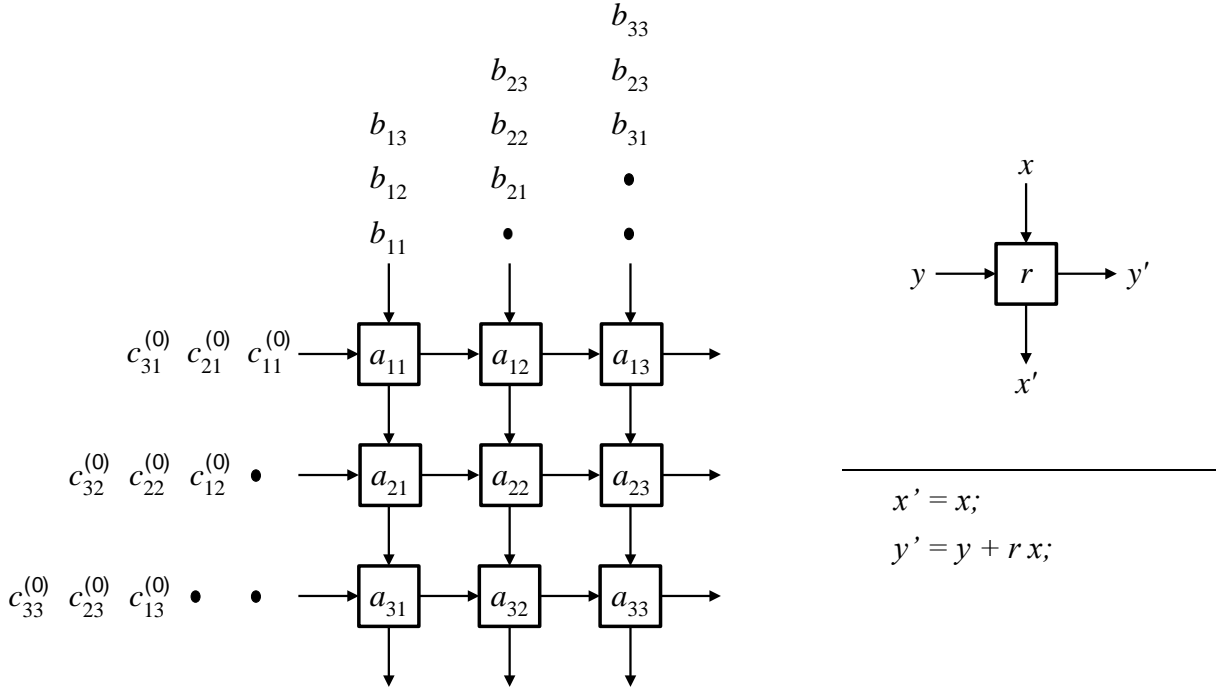 b₃₃
b₂₃ b₂₃
b₁₃ b₂₂ b₃₁
b₁₂ b₂₁ •
b₁₁ • •
c₃₁⁽⁰⁾ c₂₁⁽⁰⁾ c₁₁⁽⁰⁾ a₁₁ a₁₂ a₁₃
c₃₂⁽⁰⁾ c₂₂⁽⁰⁾ c₁₂⁽⁰⁾ • a₂₁ a₂₂ a₂₃
c₃₃⁽⁰⁾ c₂₃⁽⁰⁾ c₁₃⁽⁰⁾ • • a₃₁ a₃₂ a₃₃
x
y r y'
x'
x' = x;
y' = y + r x;